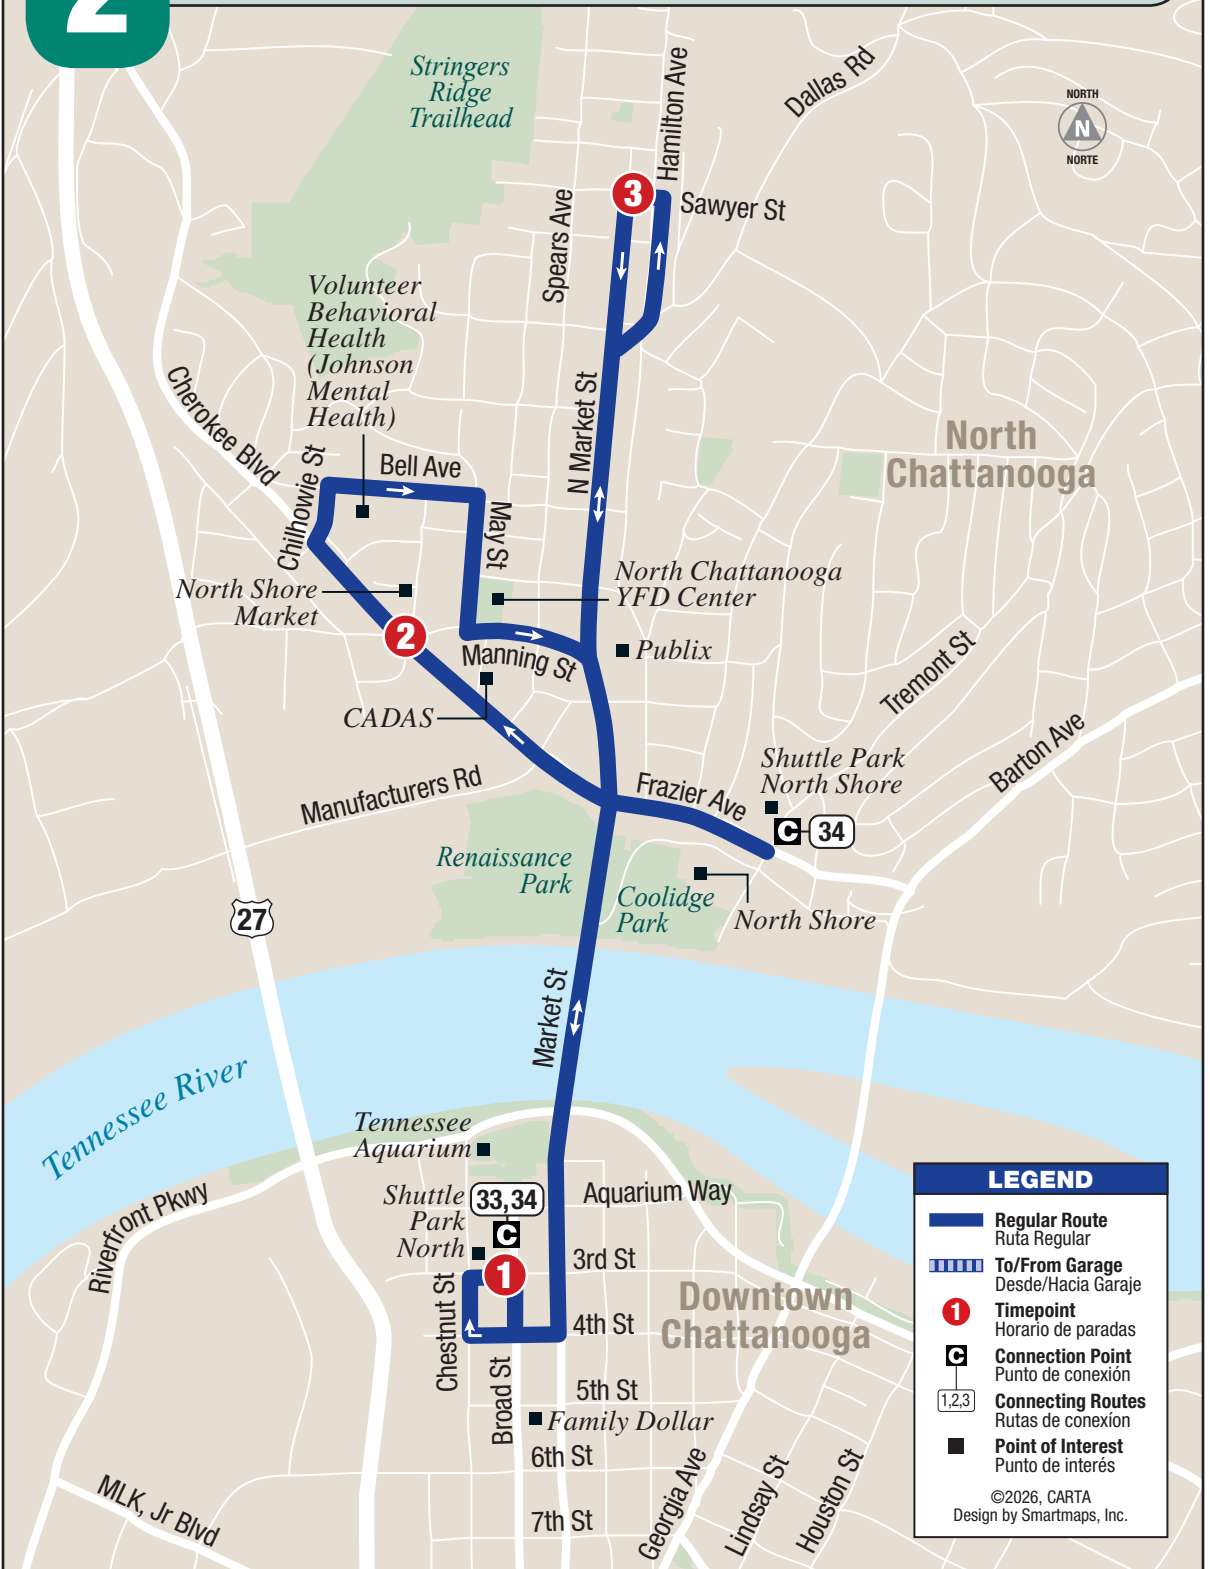 2
Stringers
Ridge
Trailhead
Hamilton Ave
Dallas Rd
NORTH
N
NORTE
3
Sawyer St
Spears Ave
Volunteer
Behavioral
Health
(Johnson
Mental
Health)
Cherokee Blvd
N Market St
North
Chattanooga
Chilhowie St
Bell Ave
May St
North Chattanooga
YFD Center
North Shore
Market
2
Manning St
Publix
CADAS
Tremont St
Barton Ave
Shuttle Park
North Shore
Manufacturers Rd
Frazier Ave
C
34
Renaissance
Park
Coolidge
Park
North Shore
27
Market St
Tennessee River
Tennessee
Aquarium
Riverfront Pkwy
Shuttle
Park
North
33,34
C
Aquarium Way
1
3rd St
Downtown
Chattanooga
Chestnut St
4th St
Broad St
5th St
Family Dollar
6th St
7th St
MLK, Jr Blvd
Georgia Ave
Lindsay St
Houston St
LEGEND
Regular Route
Ruta Regular
To/From Garage
Desde/Hacia Garaje
1
Timepoint
Horario de paradas
C
Connection Point
Punto de conexión
1,2,3
Connecting Routes
Rutas de conexíon
Point of Interest
Punto de interés
©2026, CARTA
Design by Smartmaps, Inc.